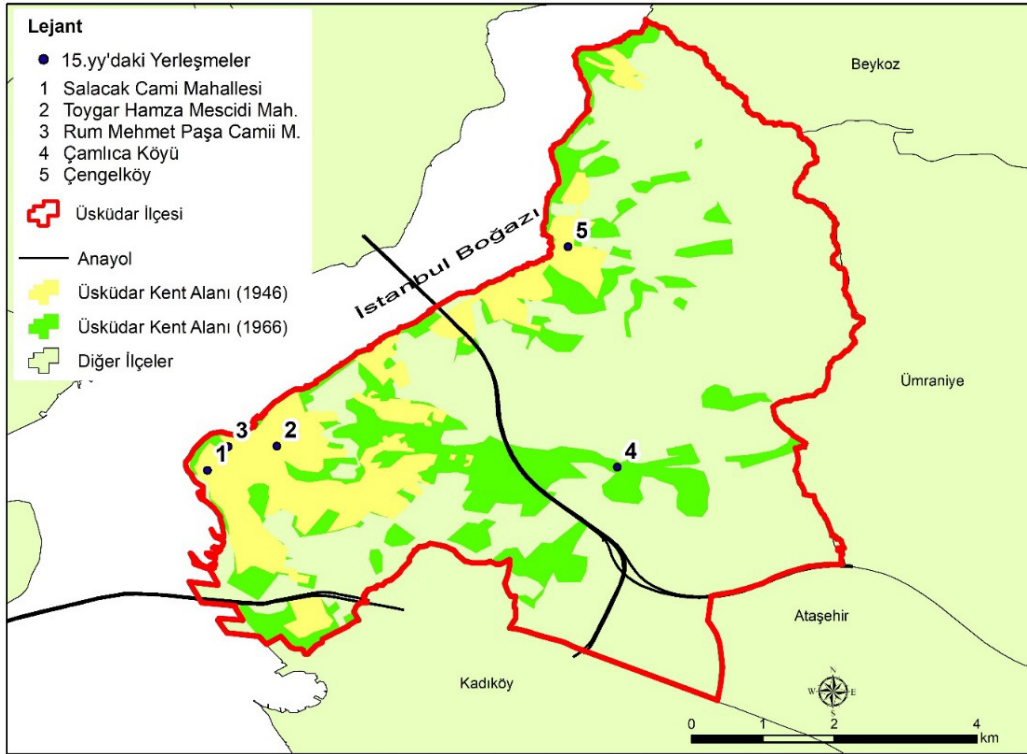 Lejant
15.yy'daki Yerleşmeler
1 Salacak Cami Mahallesi
2 Toygar Hamza Mescidi Mah.
3 Rum Mehmet Paşa Camii M.
4 Çamlıca Köyü
5 Çengelköy
Üsküdar İlçesi
Anayol
Üsküdar Kent Alanı (1946)
Üsküdar Kent Alanı (1966)
Diğer İlçeler
Beykoz
İstanbul Boğazı
5
Ümraniye
3
2
1
4
Ataşehir
Kadıköy
N
W E
S
0 1 2 4
km